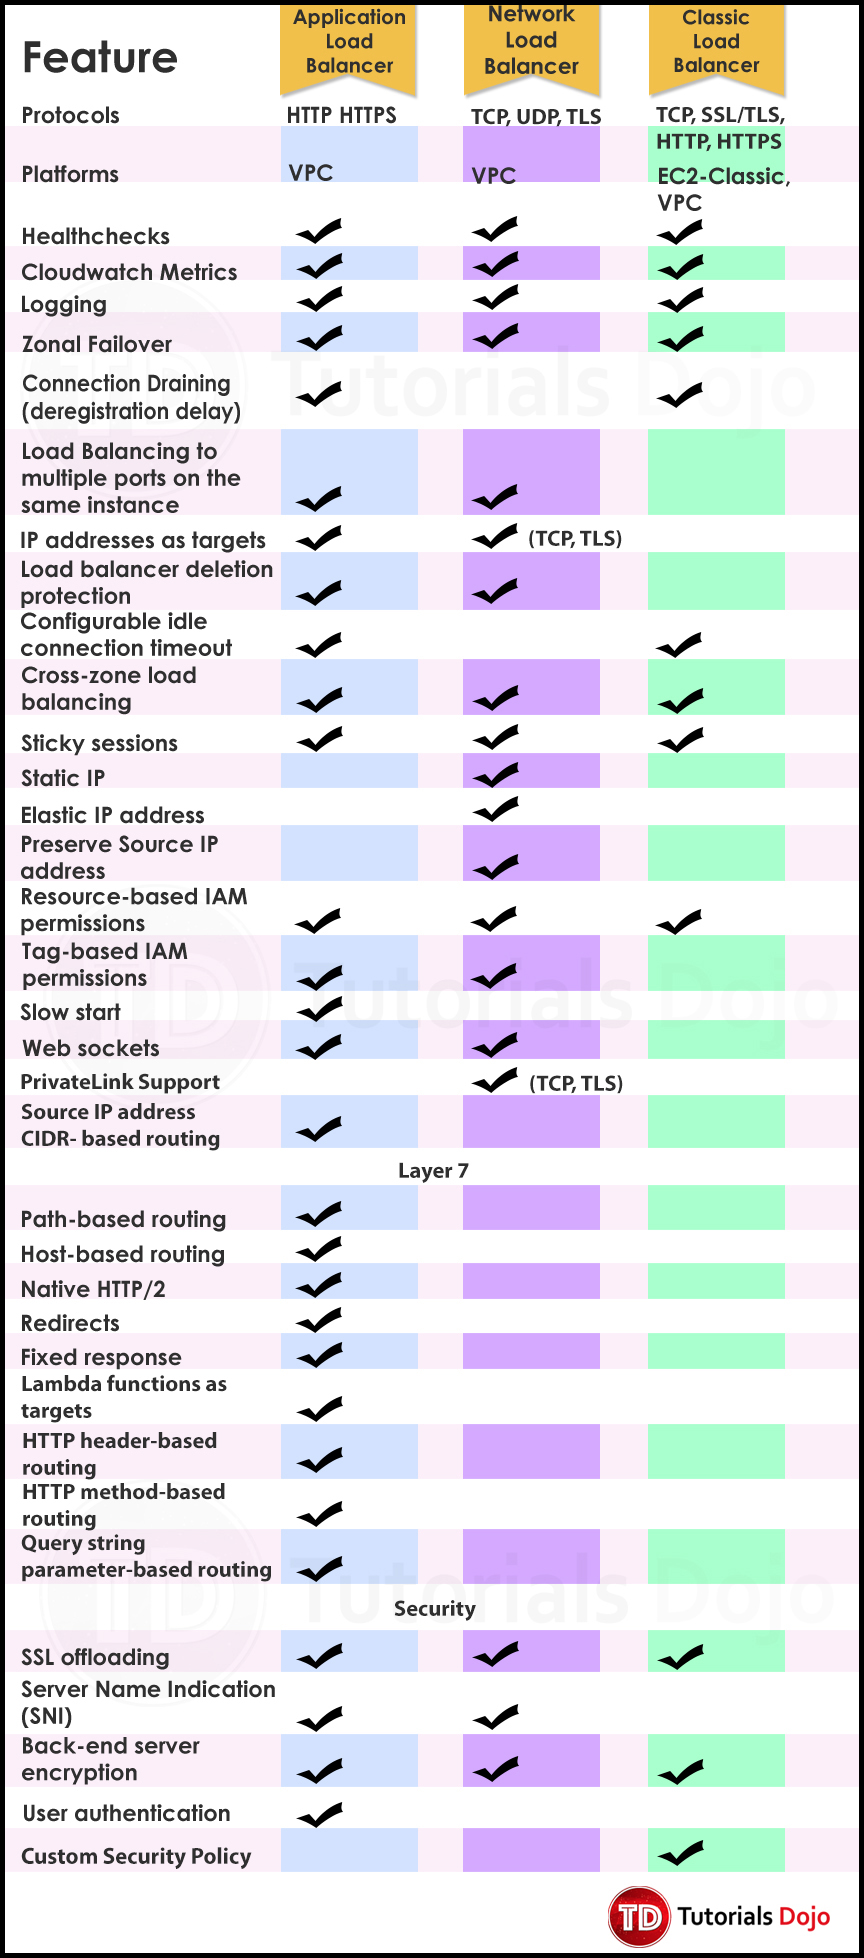 Feature
Application
Load
Balancer
Network
Load
Balancer
Classic
Load
Balancer
Protocols
HTTP HTTPS
TCP, UDP, TLS
TCP, SSL/TLS,
HTTP, HTTPS
Platforms
VPC
VPC
EC2-Classic,
VPC
Healthchecks
Cloudwatch Metrics
Logging
Zonal Failover
Connection Draining
(deregistration delay)
Load Balancing to
multiple ports on the
same instance
IP addresses as targets
(TCP, TLS)
Load balancer deletion
protection
Configurable idle
connection timeout
Cross-zone load
balancing
Sticky sessions
Static IP
Elastic IP address
Preserve Source IP
address
Resource-based IAM
permissions
Tag-based IAM
permissions
Slow start
Web sockets
PrivateLink Support
(TCP, TLS)
Source IP address
CIDR- based routing
Layer 7
Path-based routing
Host-based routing
Native HTTP/2
Redirects
Fixed response
Lambda functions as
targets
HTTP header-based
routing
HTTP method-based
routing
Query string
parameter-based routing
Security
SSL offloading
Server Name Indication
(SNI)
Back-end server
encryption
User authentication
Custom Security Policy
TD Tutorials Dojo
TD Tutorials Dojo
TD Tutorials Dojo
TD Tutorials Dojo